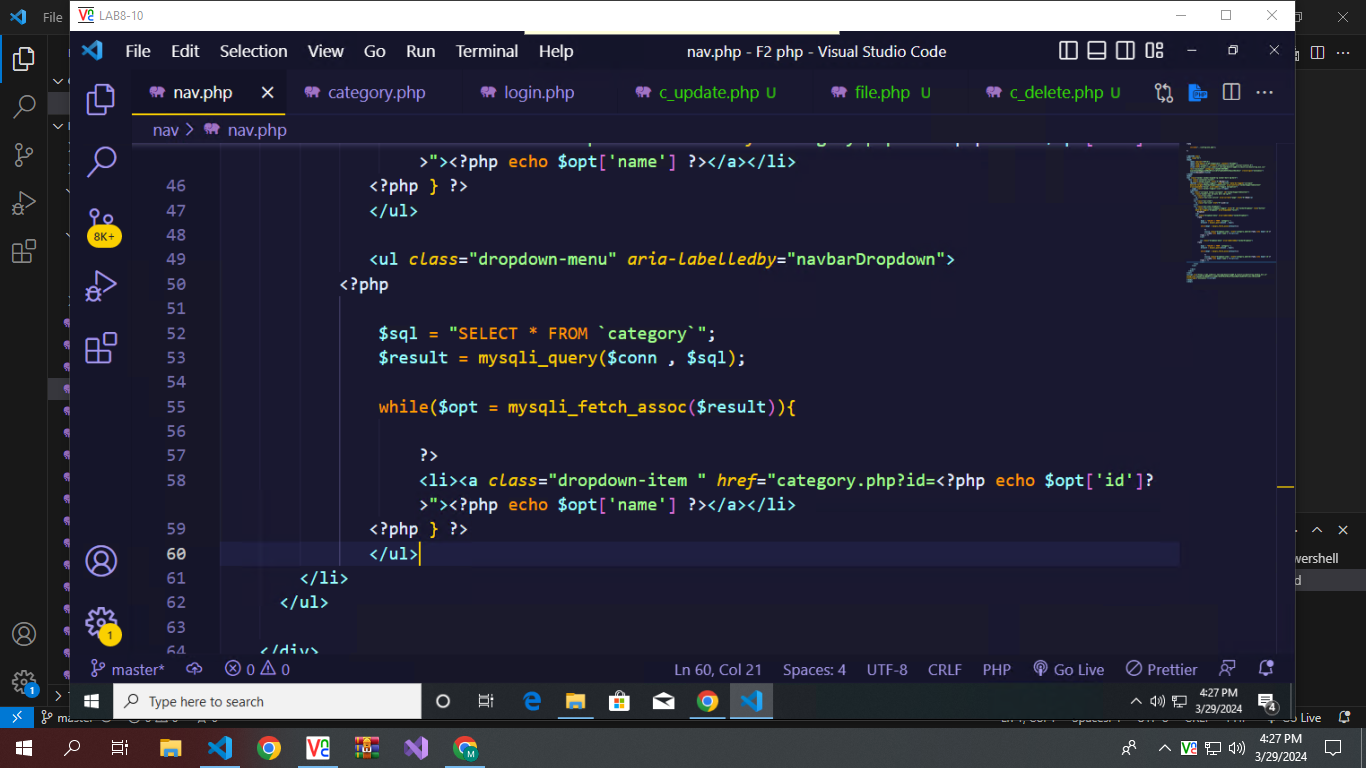 File
LAB8-10
File Edit Selection View Go Run Terminal Help
nav.php - F2 php - Visual Studio Code
nav.php category.php login.php c_update.php U file.php U c_delete.php U
nav > nav.php
>"><?php echo $opt['name'] ?></a></li>
46 <?php } ?>
47 </ul>
48
49 <ul class="dropdown-menu" aria-labelledby="navbarDropdown">
50 <?php
51
52 $sql = "SELECT * FROM `category`";
53 $result = mysqli_query($conn , $sql);
54
55 while($opt = mysqli_fetch_assoc($result)){
56
57 ?>
58 <li><a class="dropdown-item " href="category.php?id=<?php echo $opt['id']?
>"><?php echo $opt['name'] ?></a></li>
59 <?php } ?>
60 </ul>
61 </li>
62 </ul>
63
64 </div>
8K+
1
wershell
master* 0 0 Ln 60, Col 21 Spaces: 4 UTF-8 CRLF PHP Go Live Prettier
Type here to search
4:27 PM
3/29/2024
4
1
Go Live
4:27 PM
3/29/2024